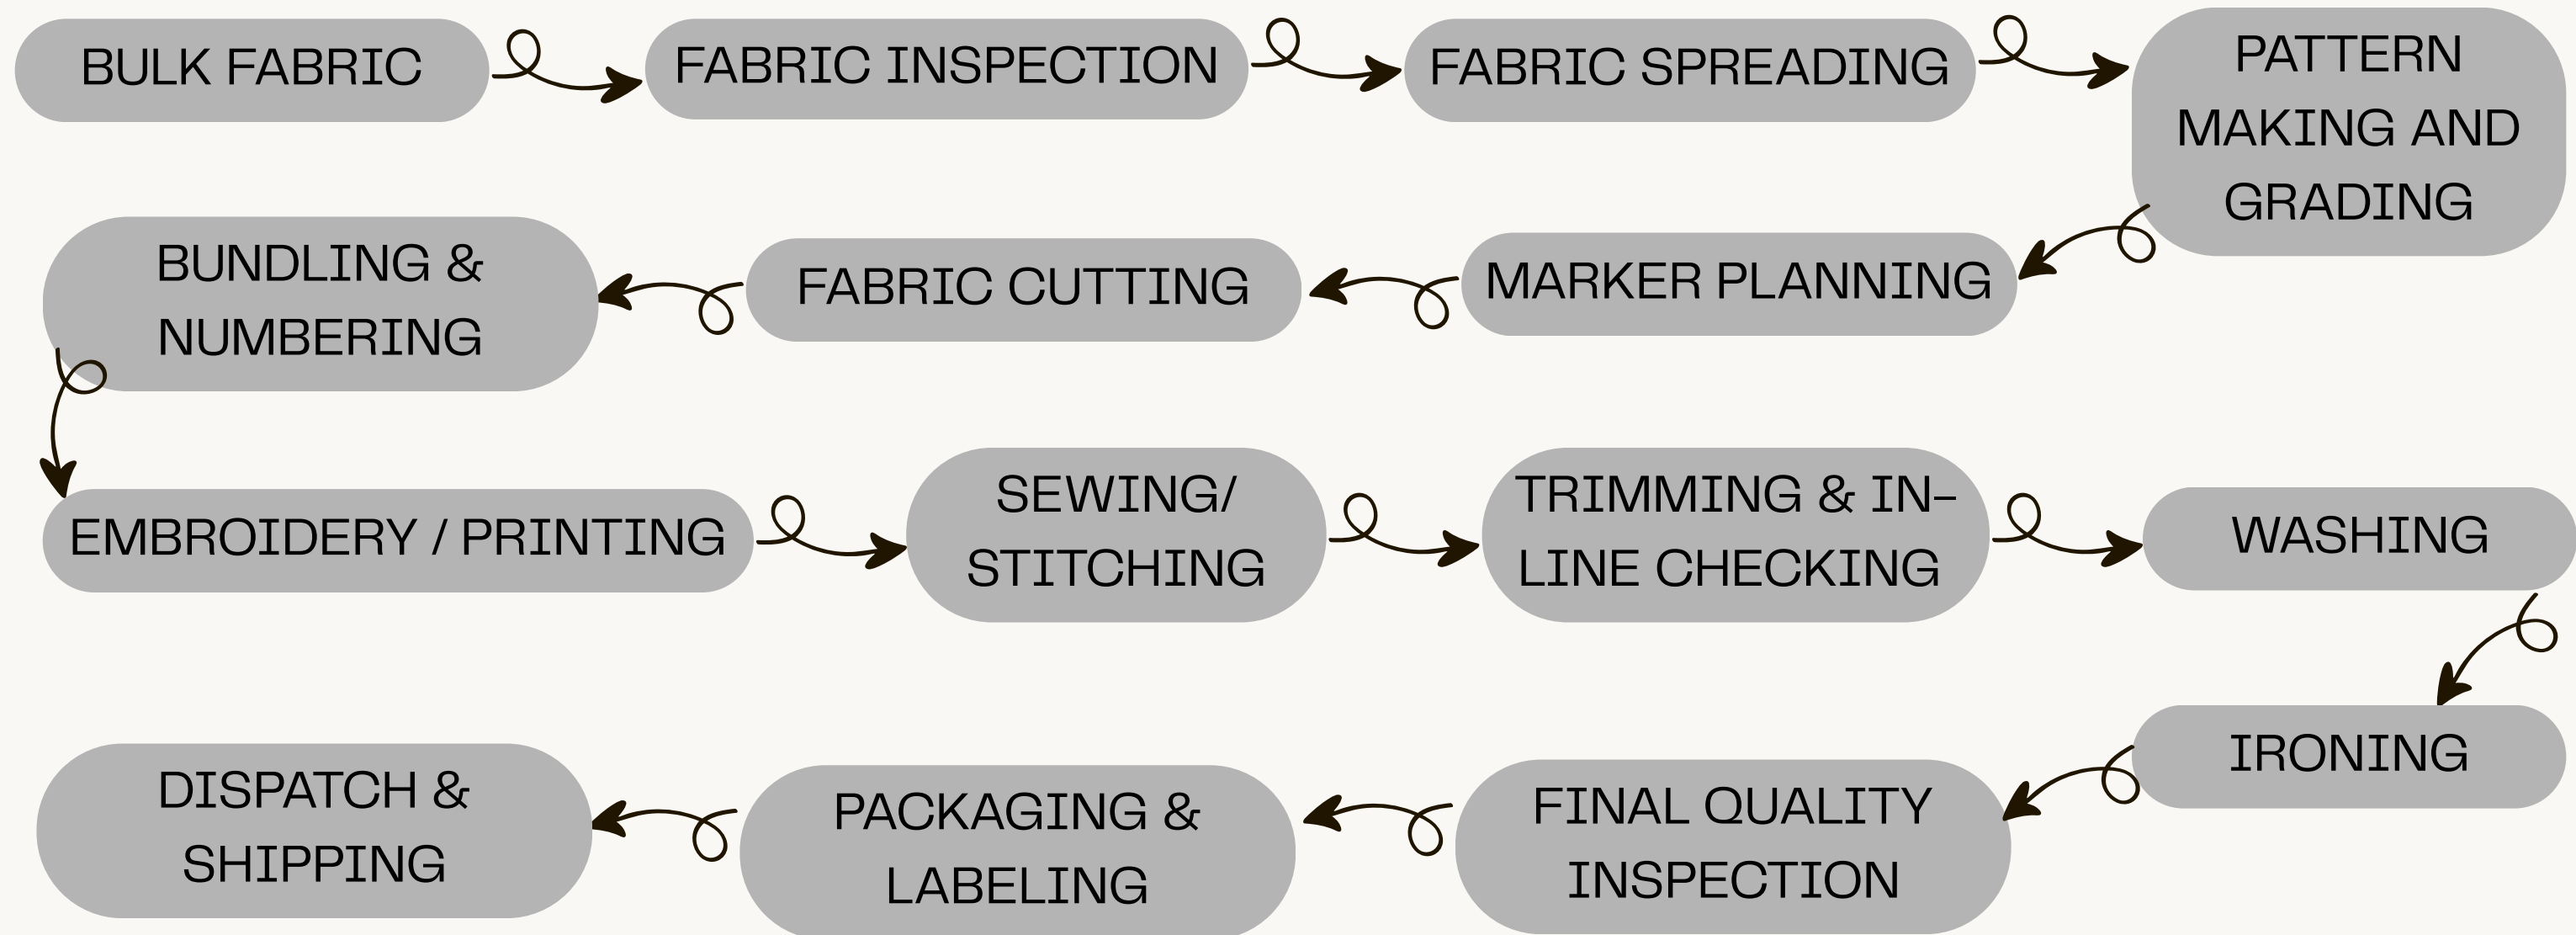 BULK FABRIC
FABRIC INSPECTION
FABRIC SPREADING
PATTERN
MAKING AND
GRADING
MARKER PLANNING
FABRIC CUTTING
BUNDLING &
NUMBERING
EMBROIDERY / PRINTING
SEWING/
STITCHING
TRIMMING & IN-
LINE CHECKING
WASHING
IRONING
FINAL QUALITY
INSPECTION
PACKAGING &
LABELING
DISPATCH &
SHIPPING